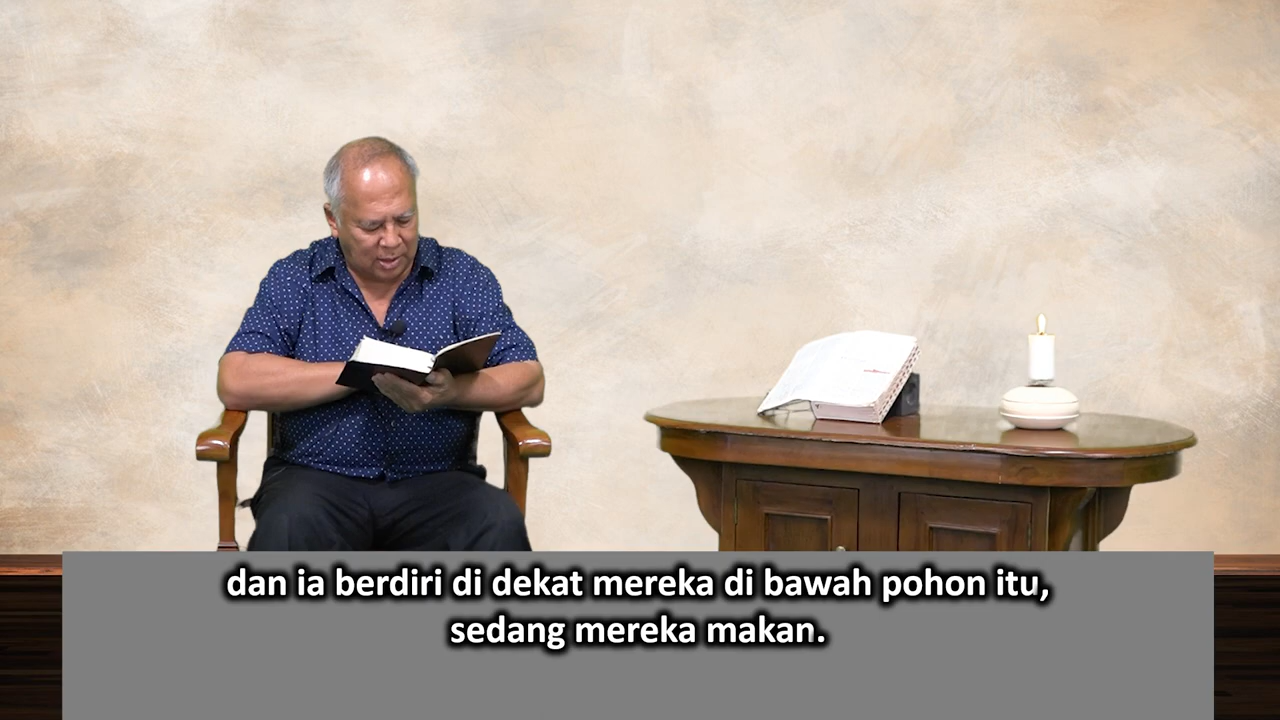 dan ia berdiri di dekat mereka di bawah pohon itu,
sedang mereka makan.